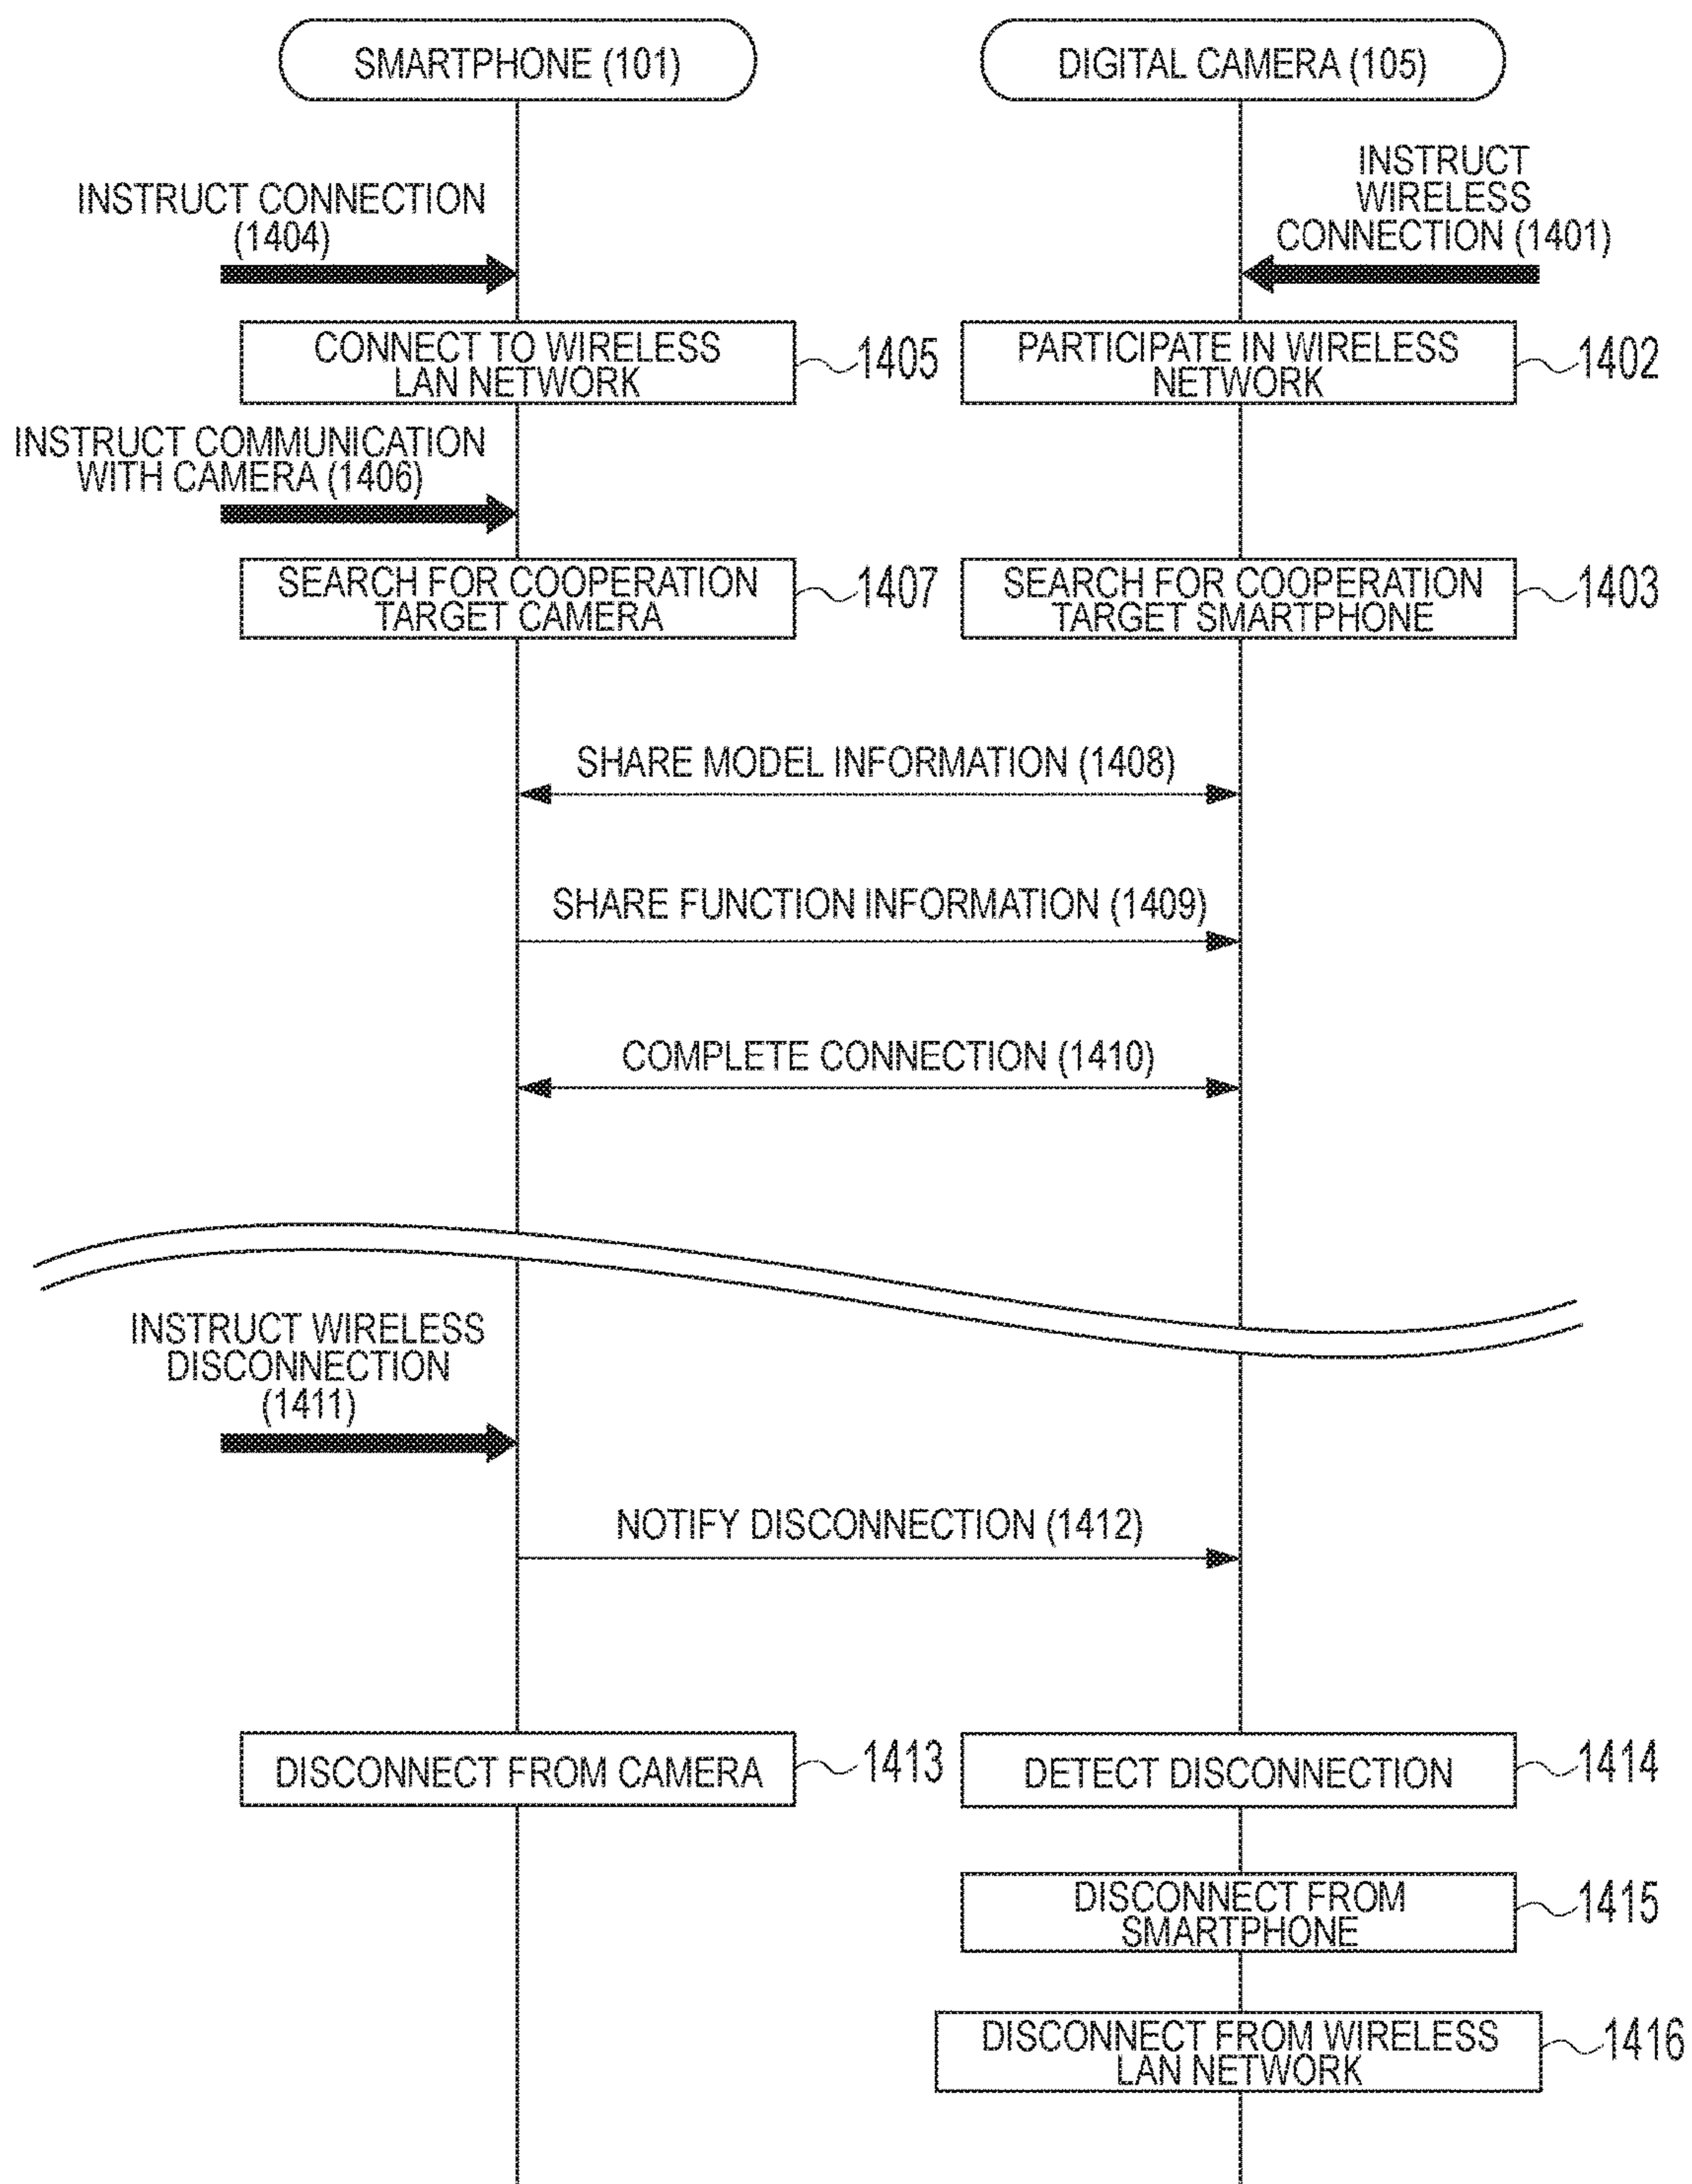 SMARTPHONE (101)
DIGITAL CAMERA (105)
INSTRUCT CONNECTION
(1404)
INSTRUCT
WIRELESS
CONNECTION (1401)
CONNECT TO WIRELESS
LAN NETWORK
1405
PARTICIPATE IN WIRELESS
NETWORK
1402
INSTRUCT COMMUNICATION
WITH CAMERA (1406)
SEARCH FOR COOPERATION
TARGET CAMERA
1407
SEARCH FOR COOPERATION
TARGET SMARTPHONE
1403
SHARE MODEL INFORMATION (1408)
SHARE FUNCTION INFORMATION (1409)
COMPLETE CONNECTION (1410)
INSTRUCT WIRELESS
DISCONNECTION
(1411)
NOTIFY DISCONNECTION (1412)
DISCONNECT FROM CAMERA
1413
DETECT DISCONNECTION
1414
DISCONNECT FROM
SMARTPHONE
1415
DISCONNECT FROM WIRELESS
LAN NETWORK
1416